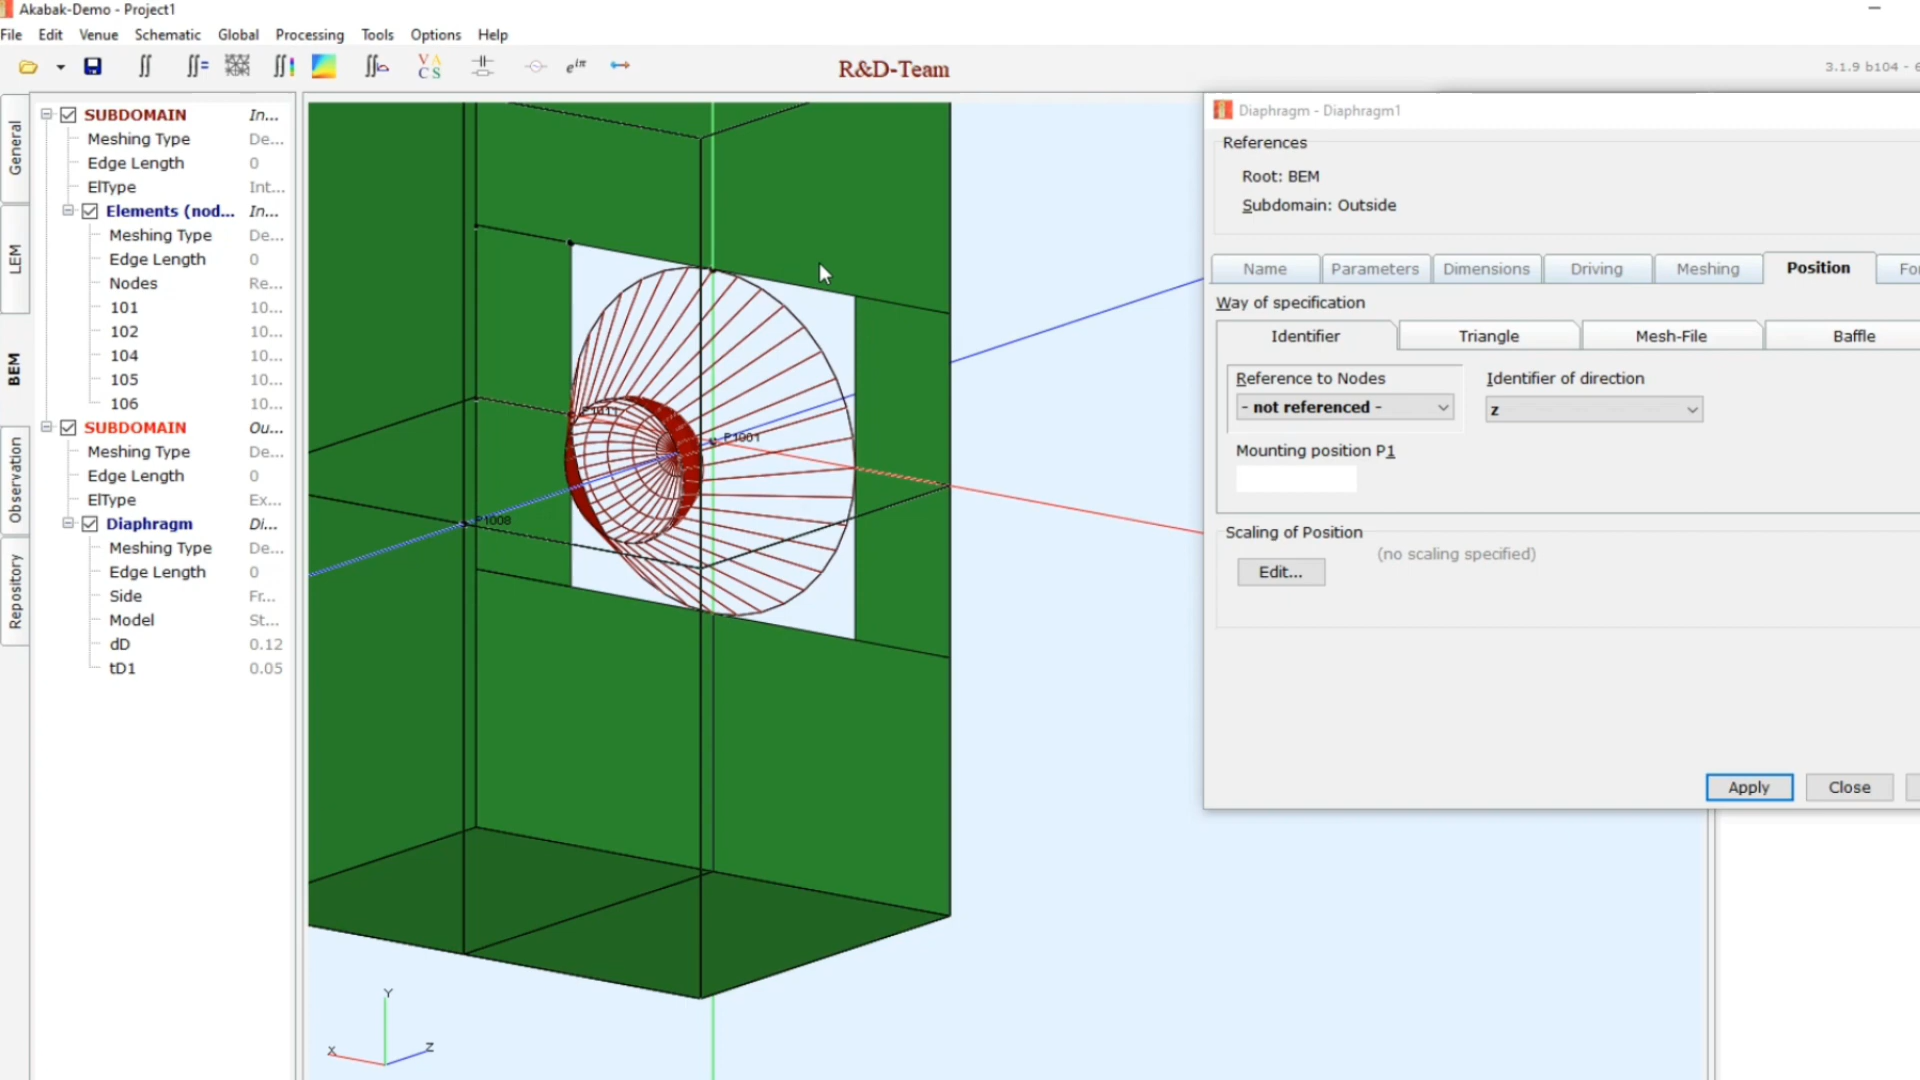 Akabak-Demo - Project1
File Edit Venue Schematic Global Processing Tools Options Help
VACS
e^iπ
R&D-Team
3.1.9 b104 - 6
General
LEM
BEM
Observation
Repository
SUBDOMAIN In...
Meshing Type De...
Edge Length 0
ElType Int...
Elements (nod... In...
Meshing Type De...
Edge Length 0
Nodes Re...
101 10...
102 10...
104 10...
105 10...
106 10...
SUBDOMAIN Ou...
Meshing Type De...
Edge Length 0
ElType Ex...
Diaphragm Di...
Meshing Type De...
Edge Length 0
Side Fr...
Model St...
dD 0.12
tD1 0.05
P1011
P1001
P1008
Y
X
Z
Diaphragm - Diaphragm1
References
Root: BEM
Subdomain: Outside
Name Parameters Dimensions Driving Meshing Position For
Way of specification
Identifier Triangle Mesh-File Baffle
Reference to Nodes Identifier of direction
- not referenced - z
Mounting position P1
Scaling of Position
(no scaling specified)
Edit...
Apply Close